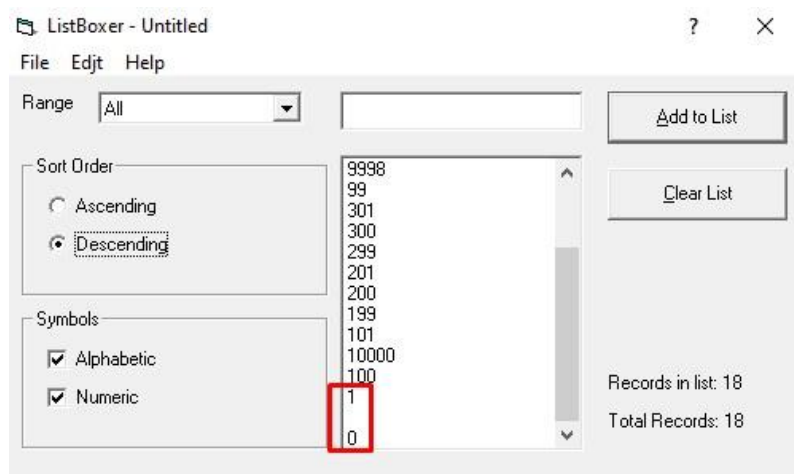 ListBoxer - Untitled
?
File Edjt Help
Range
All
Add to List
Sort Order
Ascending
Descending
9998
99
301
300
299
201
200
199
101
10000
100
1
0
Clear List
Symbols
Alphabetic
Numeric
Records in list: 18
Total Records: 18